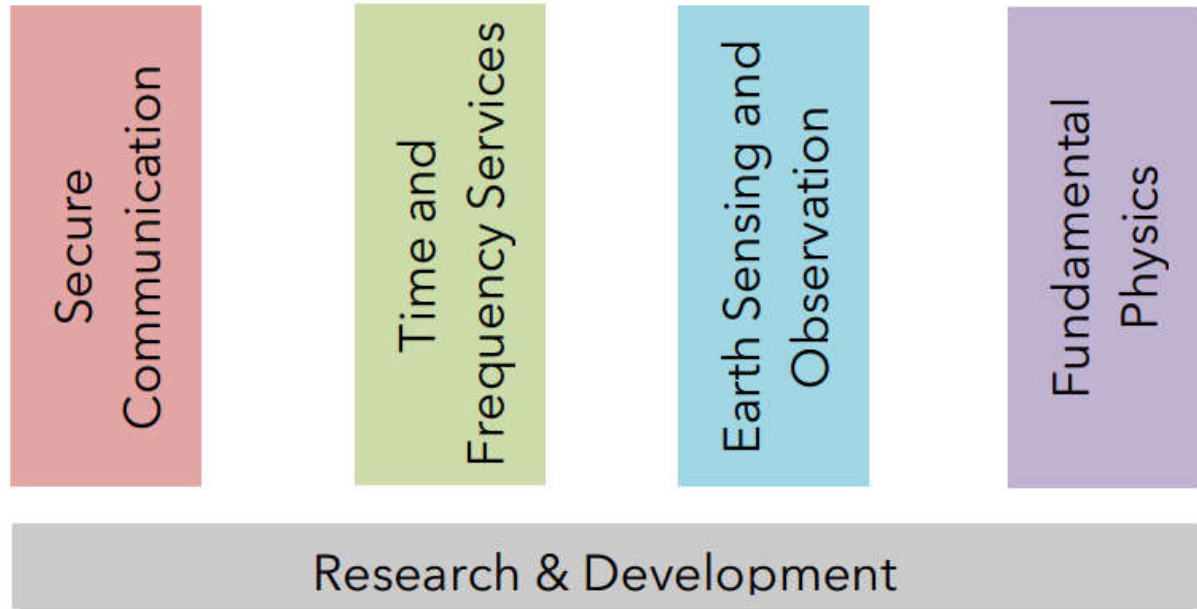 Secure
Communication
Time and
Frequency Services
Earth Sensing and
Observation
Fundamental
Physics
Research & Development